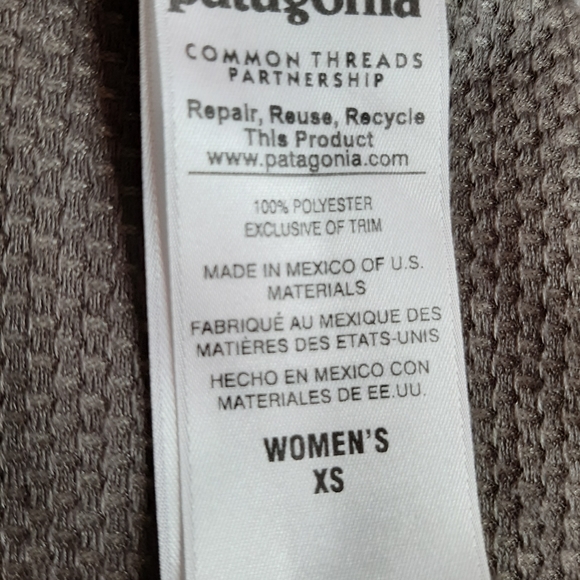 patagonia
COMMON THREADS
PARTNERSHIP
Repair, Reuse, Recycle
This Product
www.patagonia.com
100% POLYESTER
EXCLUSIVE OF TRIM
MADE IN MEXICO OF U.S.
MATERIALS
FABRIQUÉ AU MEXIQUE DES
MATIÈRES DES ETATS-UNIS
HECHO EN MEXICO CON
MATERIALES DE EE.UU.
WOMEN'S
XS